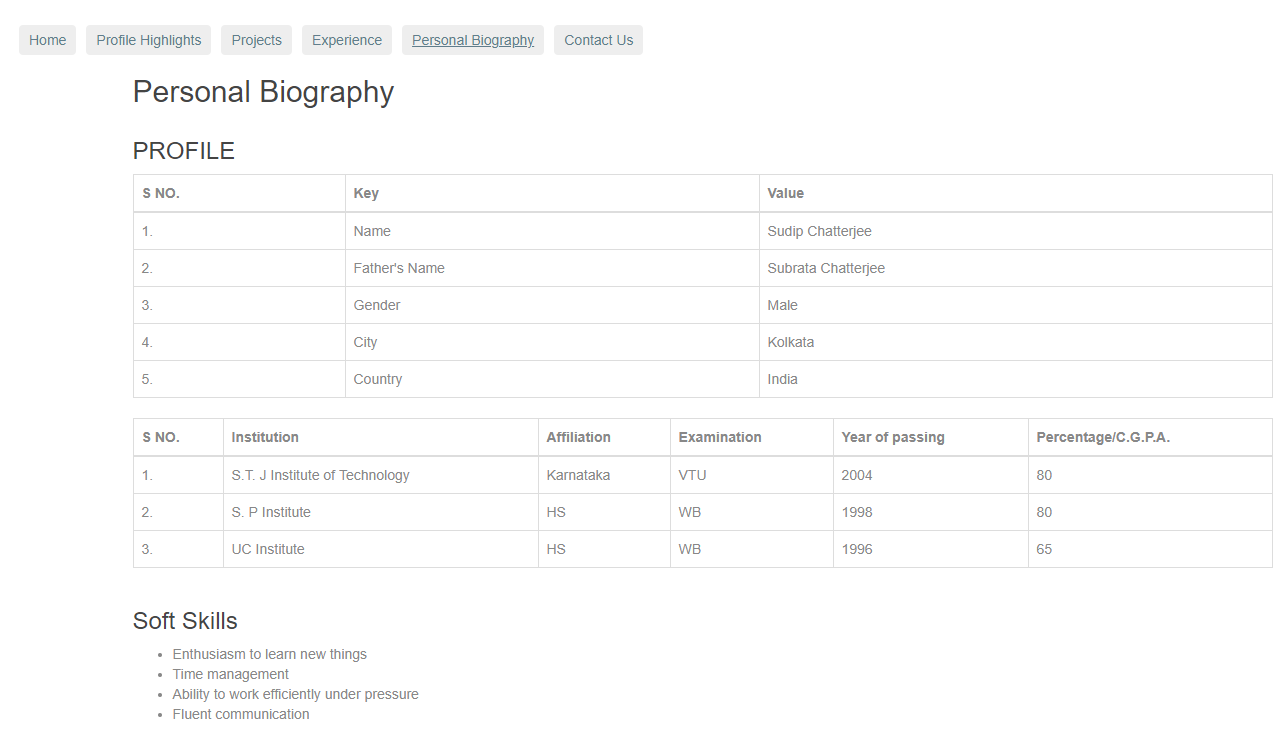 Home Profile Highlights Projects Experience Personal Biography Contact Us
Personal Biography
PROFILE
S NO. Key Value
1. Name Sudip Chatterjee
2. Father's Name Subrata Chatterjee
3. Gender Male
4. City Kolkata
5. Country India
S NO. Institution Affiliation Examination Year of passing Percentage/C.G.P.A.
1. S.T. J Institute of Technology Karnataka VTU 2004 80
2. S. P Institute HS WB 1998 80
3. UC Institute HS WB 1996 65
Soft Skills
• Enthusiasm to learn new things
• Time management
• Ability to work efficiently under pressure
• Fluent communication